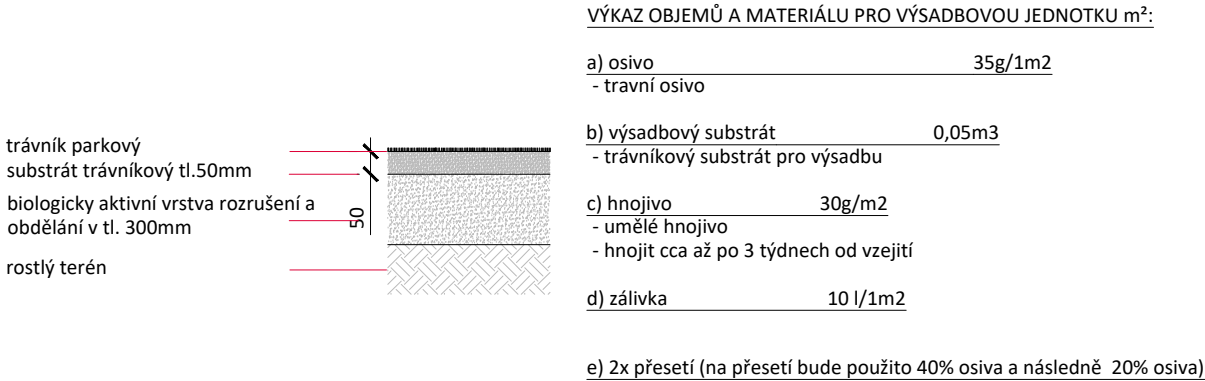 trávník parkový
substrát trávníkový tl.50mm
biologicky aktivní vrstva rozrušení a
obdělání v tl. 300mm
rostlý terén
50
VÝKAZ OBJEMŮ A MATERIÁLU PRO VÝSADBOVOU JEDNOTKU m²:
a) osivo 35g/1m2
- travní osivo
b) výsadbový substrát 0,05m3
- trávníkový substrát pro výsadbu
c) hnojivo 30g/m2
- umělé hnojivo
- hnojit cca až po 3 týdnech od vzejití
d) zálivka 10 l/1m2
e) 2x přesetí (na přesetí bude použito 40% osiva a následně 20% osiva)